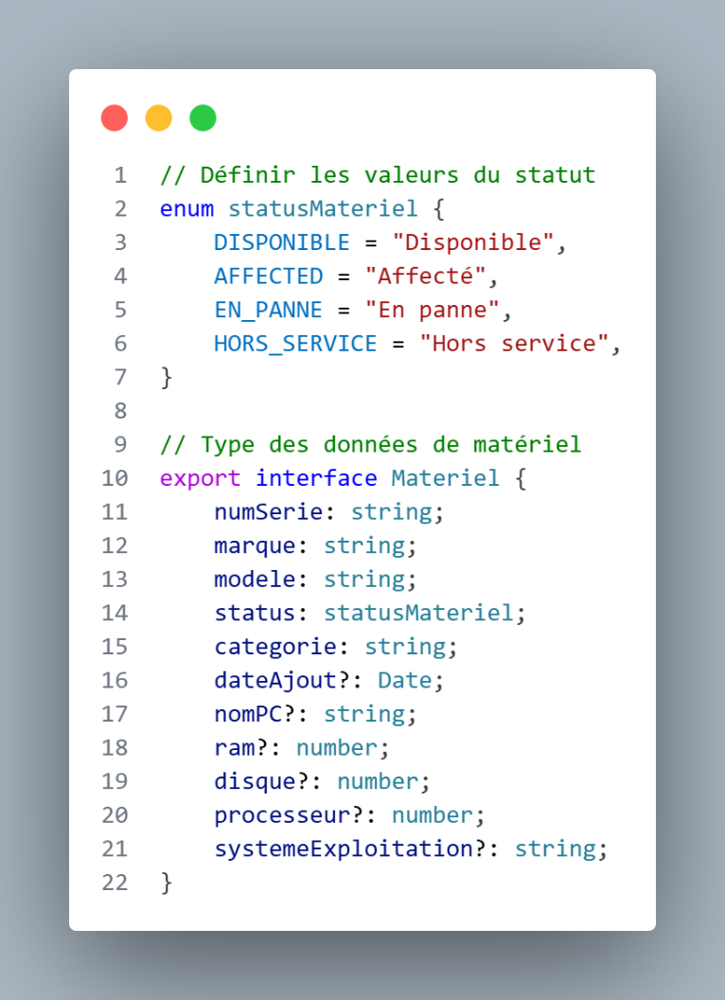 1 // Définir les valeurs du statut
2 enum statusMateriel {
3     DISPONIBLE = "Disponible",
4     AFFECTED = "Affecté",
5     EN_PANNE = "En panne",
6     HORS_SERVICE = "Hors service",
7 }
8
9 // Type des données de matériel
10 export interface Materiel {
11     numSerie: string;
12     marque: string;
13     modele: string;
14     status: statusMateriel;
15     categorie: string;
16     dateAjout?: Date;
17     nomPC?: string;
18     ram?: number;
19     disque?: number;
20     processeur?: number;
21     systemeExploitation?: string;
22 }